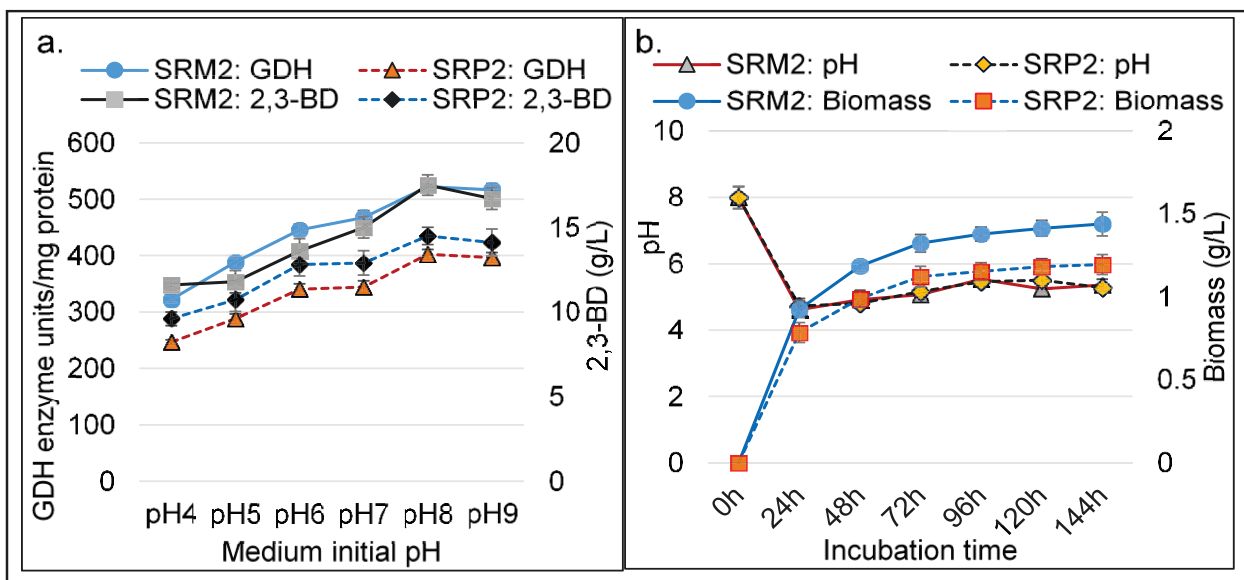 a.
SRM2: GDH
SRP2: GDH
SRM2: 2,3-BD
SRP2: 2,3-BD
GDH enzyme units/mg protein
600
500
400
300
200
100
0
20
15
10
5
0
2,3-BD (g/L)
pH4 pH5 pH6 pH7 pH8 pH9
Medium initial pH
b.
SRM2: pH
SRP2: pH
SRM2: Biomass
SRP2: Biomass
pH
10
8
6
4
2
0
2
1.5
1
0.5
0
Biomass (g/L)
0h 24h 48h 72h 96h 120h 144h
Incubation time